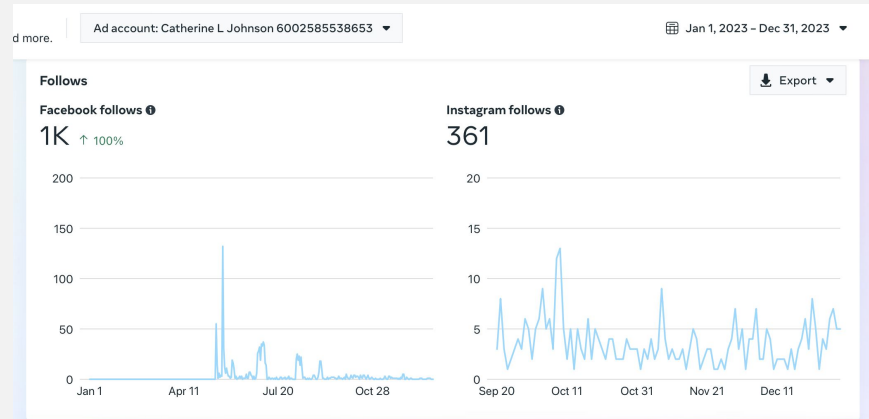 d more.
Ad account: Catherine L Johnson 6002585538653
Jan 1, 2023 – Dec 31, 2023
Follows
Export
Facebook follows
1K ↑ 100%
200
150
100
50
0
Jan 1 Apr 11 Jul 20 Oct 28
Instagram follows
361
20
15
10
5
0
Sep 20 Oct 11 Oct 31 Nov 21 Dec 11